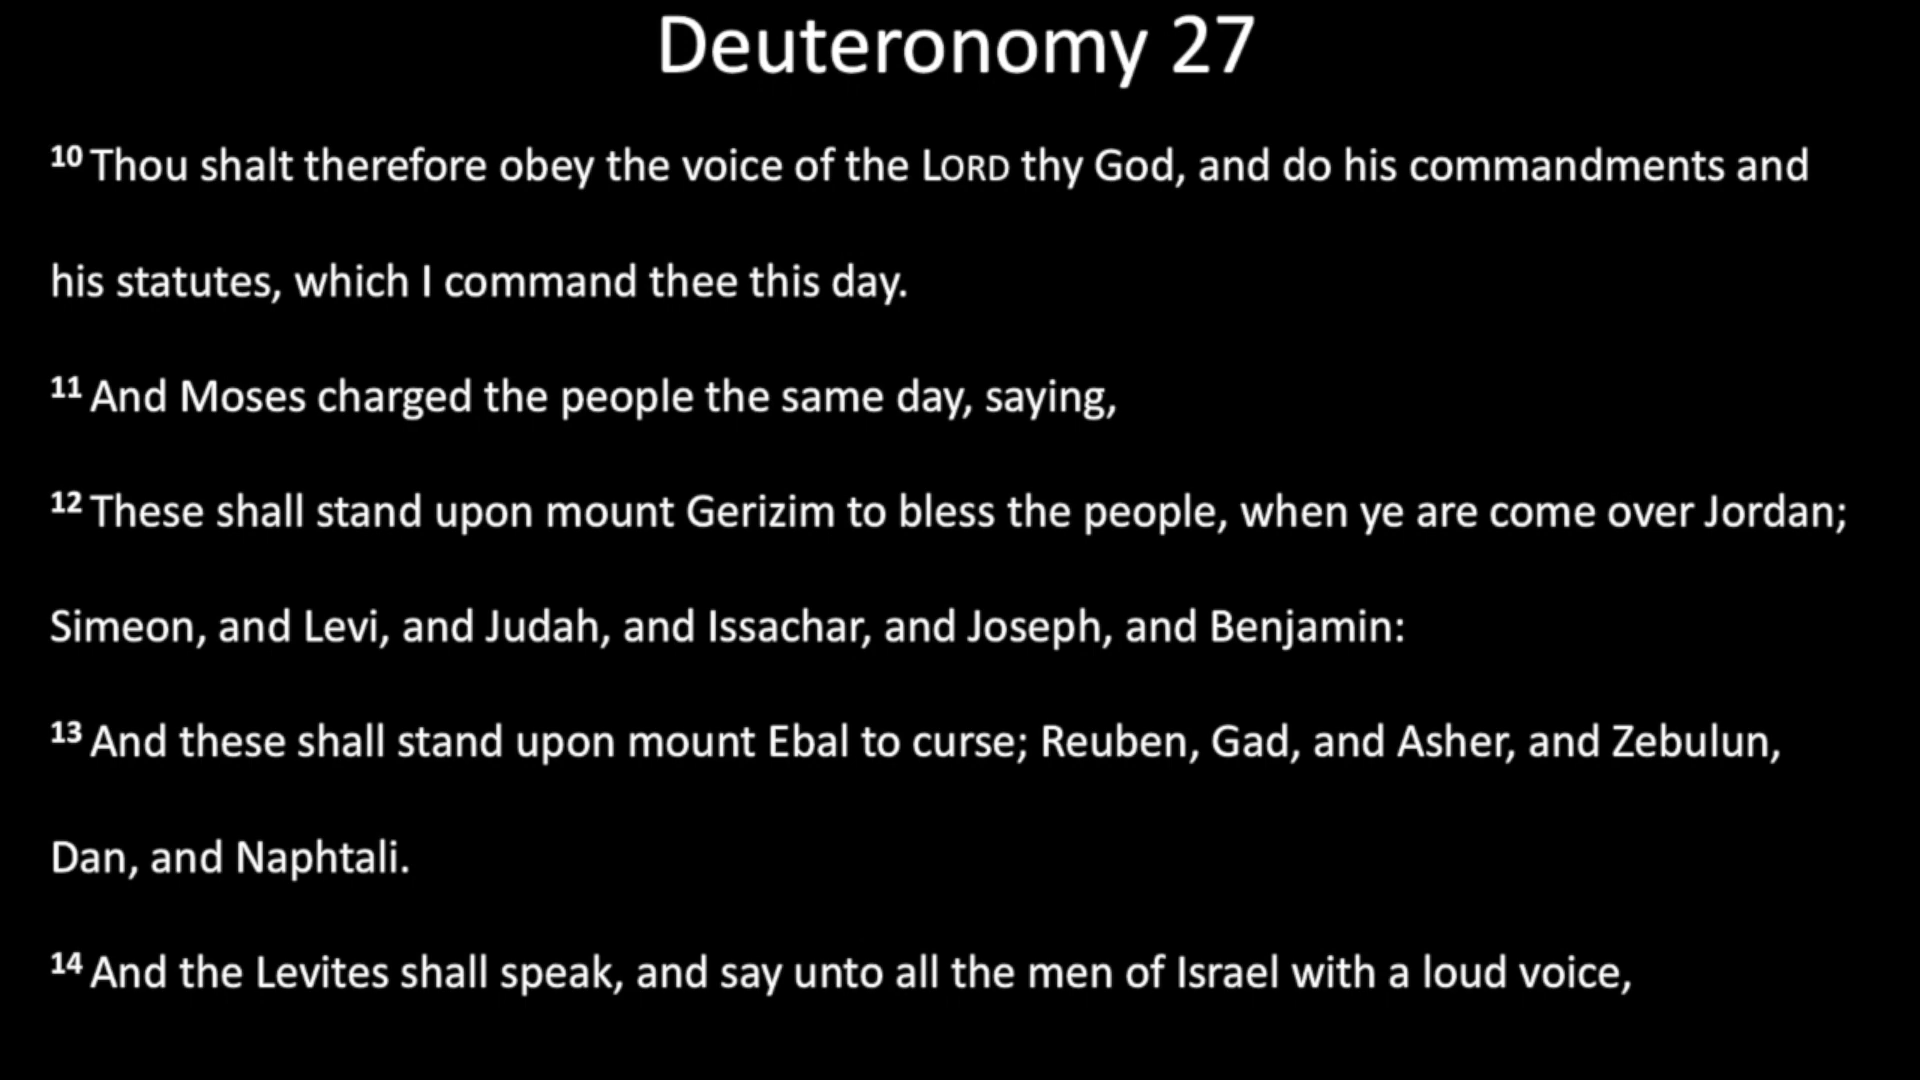 Deuteronomy 27
10 Thou shalt therefore obey the voice of the LORD thy God, and do his commandments and
his statutes, which I command thee this day.
11 And Moses charged the people the same day, saying,
12 These shall stand upon mount Gerizim to bless the people, when ye are come over Jordan;
Simeon, and Levi, and Judah, and Issachar, and Joseph, and Benjamin:
13 And these shall stand upon mount Ebal to curse; Reuben, Gad, and Asher, and Zebulun,
Dan, and Naphtali.
14 And the Levites shall speak, and say unto all the men of Israel with a loud voice,